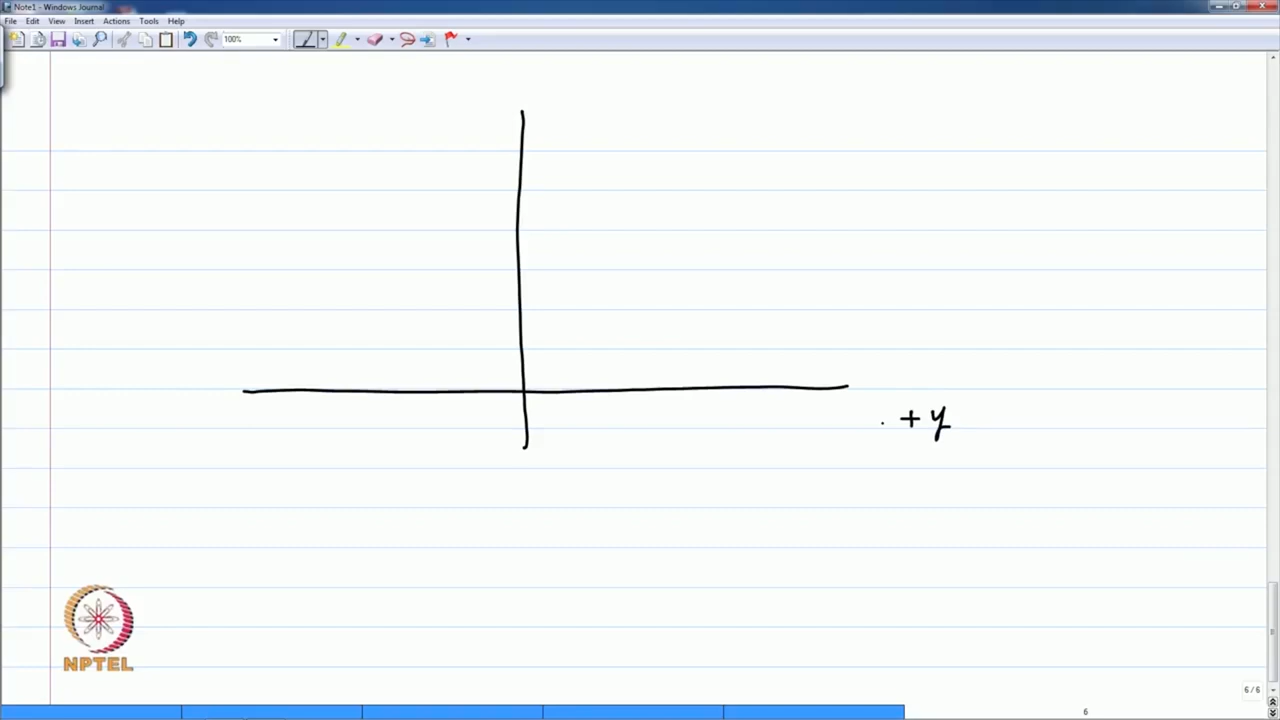 Note1 - Windows Journal
File Edit View Insert Actions Tools Help
100%
+ y
NPTEL
6 / 6
6